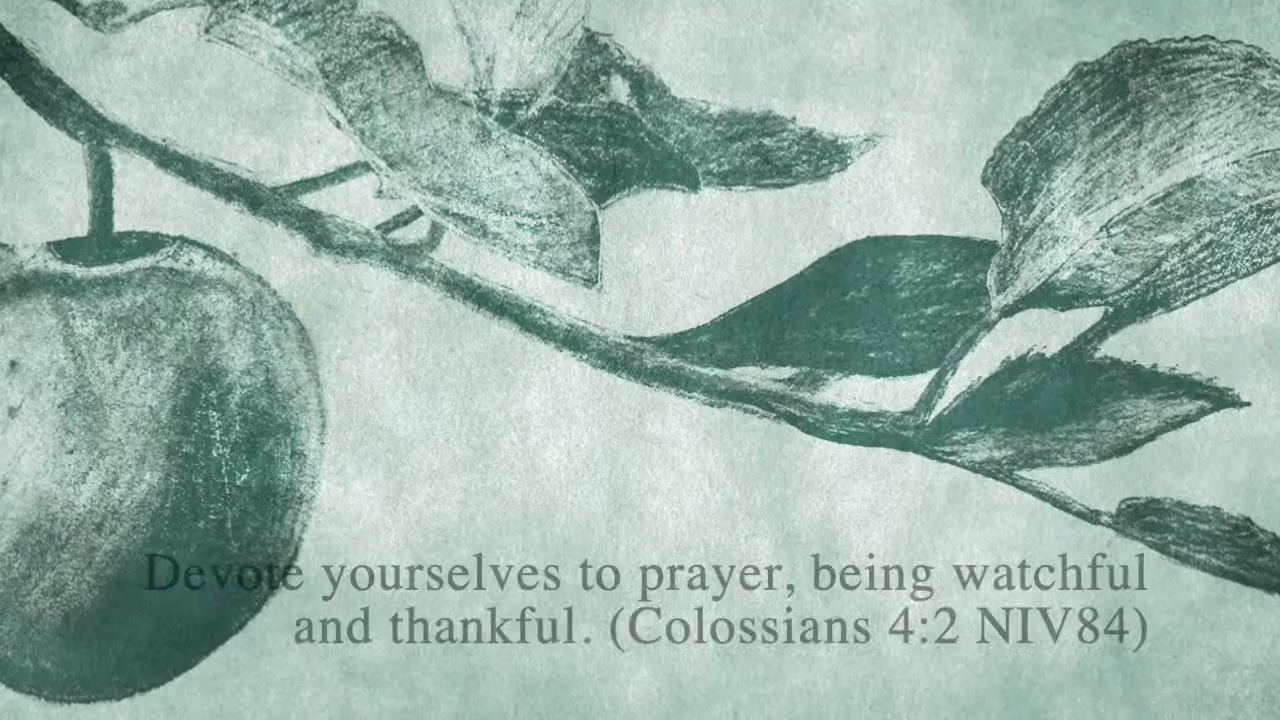 Devote yourselves to prayer, being watchful
and thankful. (Colossians 4:2 NIV84)